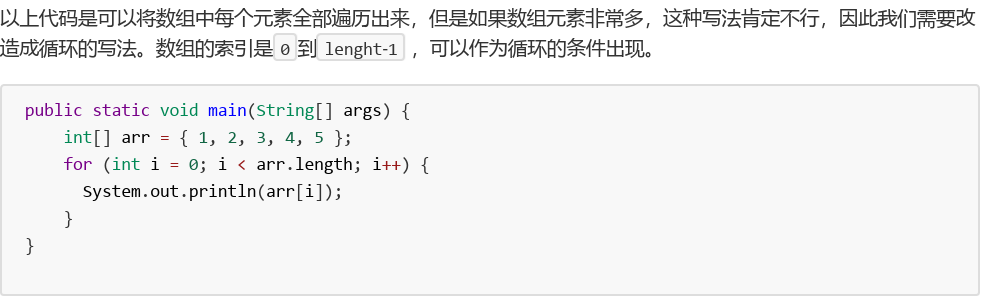 以上代码是可以将数组中每个元素全部遍历出来，但是如果数组元素非常多，这种写法肯定不行，因此我们需要改
造成循环的写法。数组的索引是 0 到 lenght-1 ，可以作为循环的条件出现。
public static void main(String[] args) {
    int[] arr = { 1, 2, 3, 4, 5 };
    for (int i = 0; i < arr.length; i++) {
      System.out.println(arr[i]);
    }
}